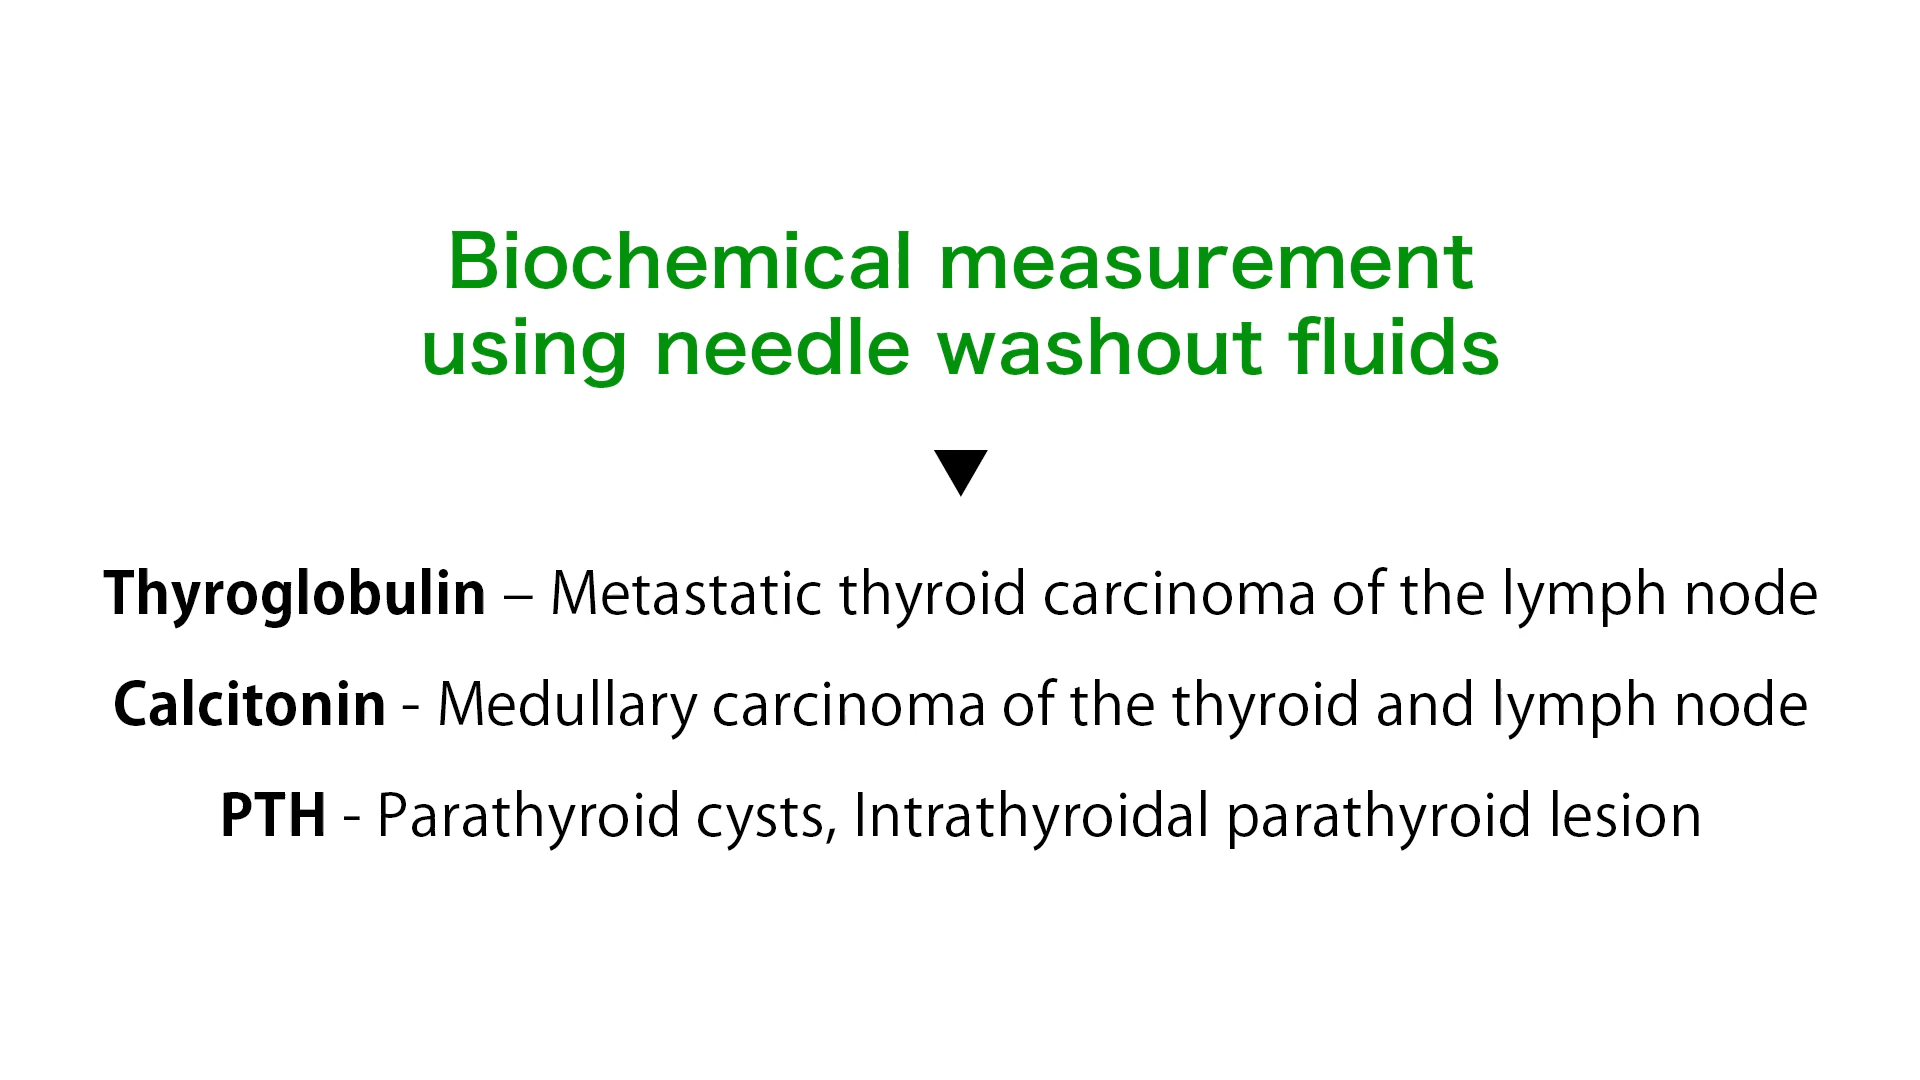 Biochemical measurement
using needle washout fluids
Thyroglobulin – Metastatic thyroid carcinoma of the lymph node
Calcitonin - Medullary carcinoma of the thyroid and lymph node
PTH - Parathyroid cysts, Intrathyroidal parathyroid lesion